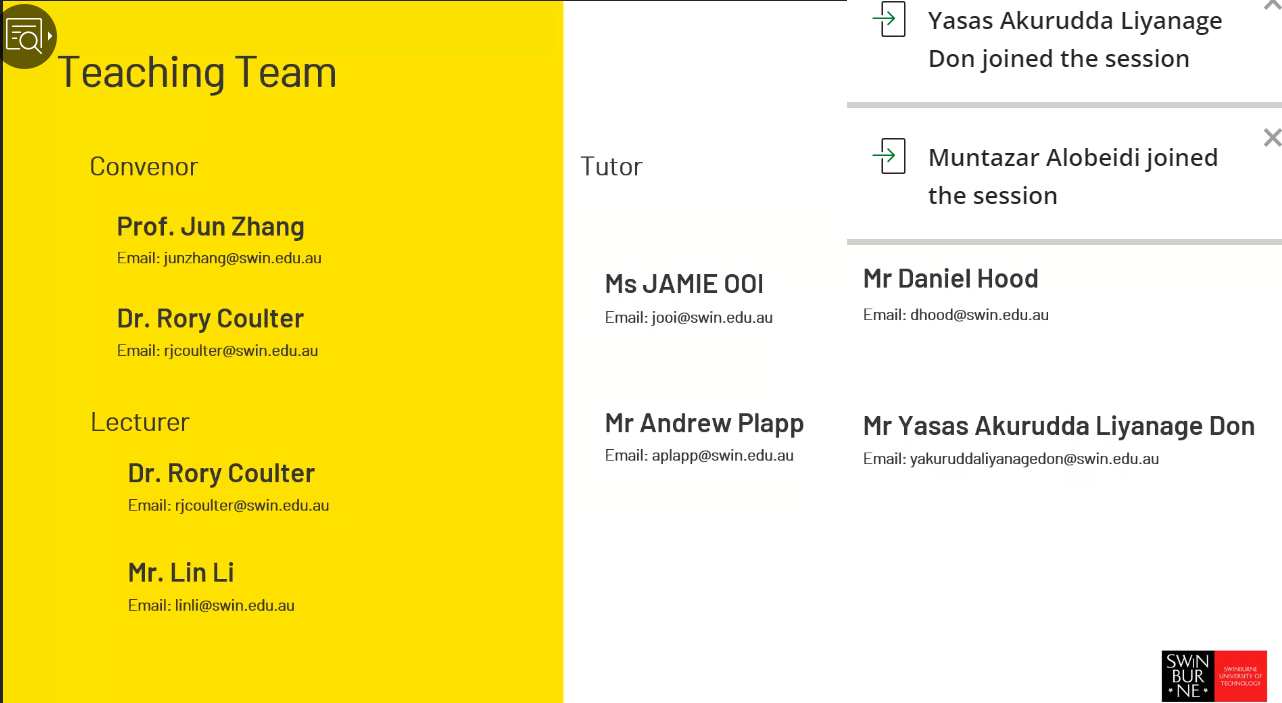 Teaching Team
Convenor
Prof. Jun Zhang
Email: junzhang@swin.edu.au
Dr. Rory Coulter
Email: rjcoulter@swin.edu.au
Lecturer
Dr. Rory Coulter
Email: rjcoulter@swin.edu.au
Mr. Lin Li
Email: linli@swin.edu.au
Tutor
Ms JAMIE OOI
Email: jooi@swin.edu.au
Mr Andrew Plapp
Email: aplapp@swin.edu.au
Mr Daniel Hood
Email: dhood@swin.edu.au
Mr Yasas Akurudda Liyanage Don
Email: yakuruddaliyanagedon@swin.edu.au
Yasas Akurudda Liyanage
Don joined the session
Muntazar Alobeidi joined
the session
SWIN
BUR
NE
SWINBURNE
UNIVERSITY OF
TECHNOLOGY